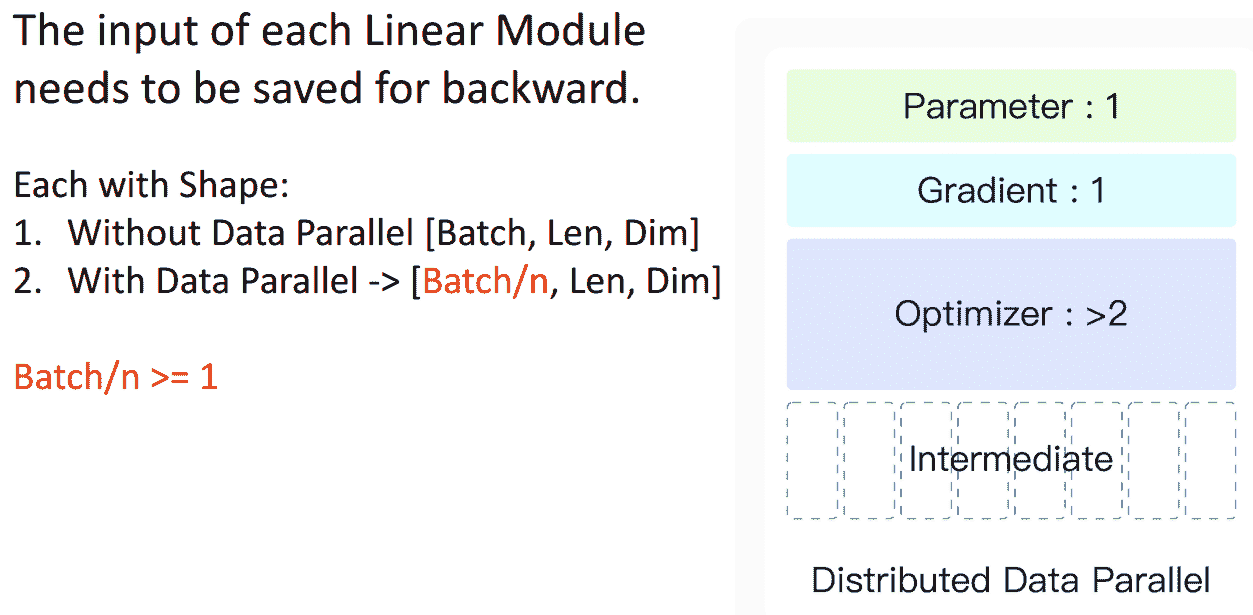 The input of each Linear Module
needs to be saved for backward.
Each with Shape:
1. Without Data Parallel [Batch, Len, Dim]
2. With Data Parallel -> [Batch/n, Len, Dim]
Batch/n >= 1
Parameter : 1
Gradient : 1
Optimizer : >2
Intermediate
Distributed Data Parallel